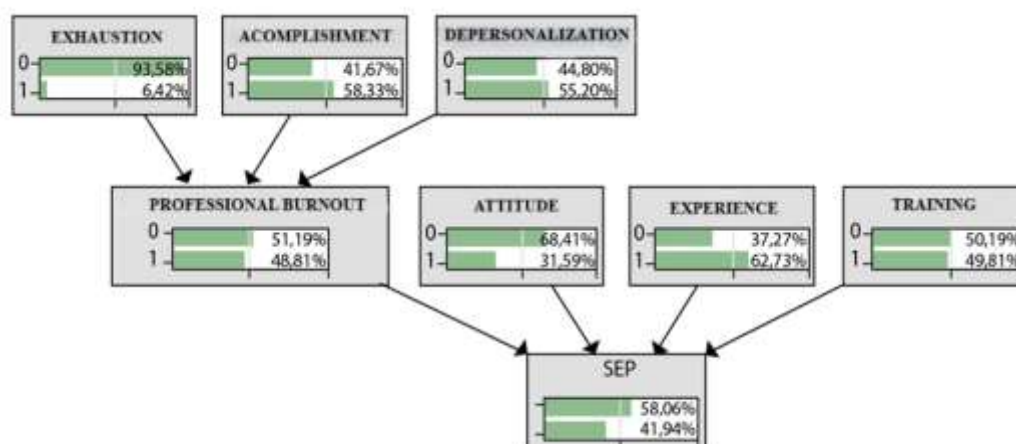 EXHAUSTION
0 93,58%
1 6,42%
ACOMPLISHMENT
41,67%
0
1 58,33%
DEPERSONALIZATION
0 44,80%
1 55,20%
PROFESSIONAL BURNOUT
0 51,19%
1 48,81%
ATTITUDE
0 68,41%
1 31,59%
EXPERIENCE
0 37,27%
1 62,73%
TRAINING
0 50,19%
1 49,81%
SEP
58,06%
41,94%